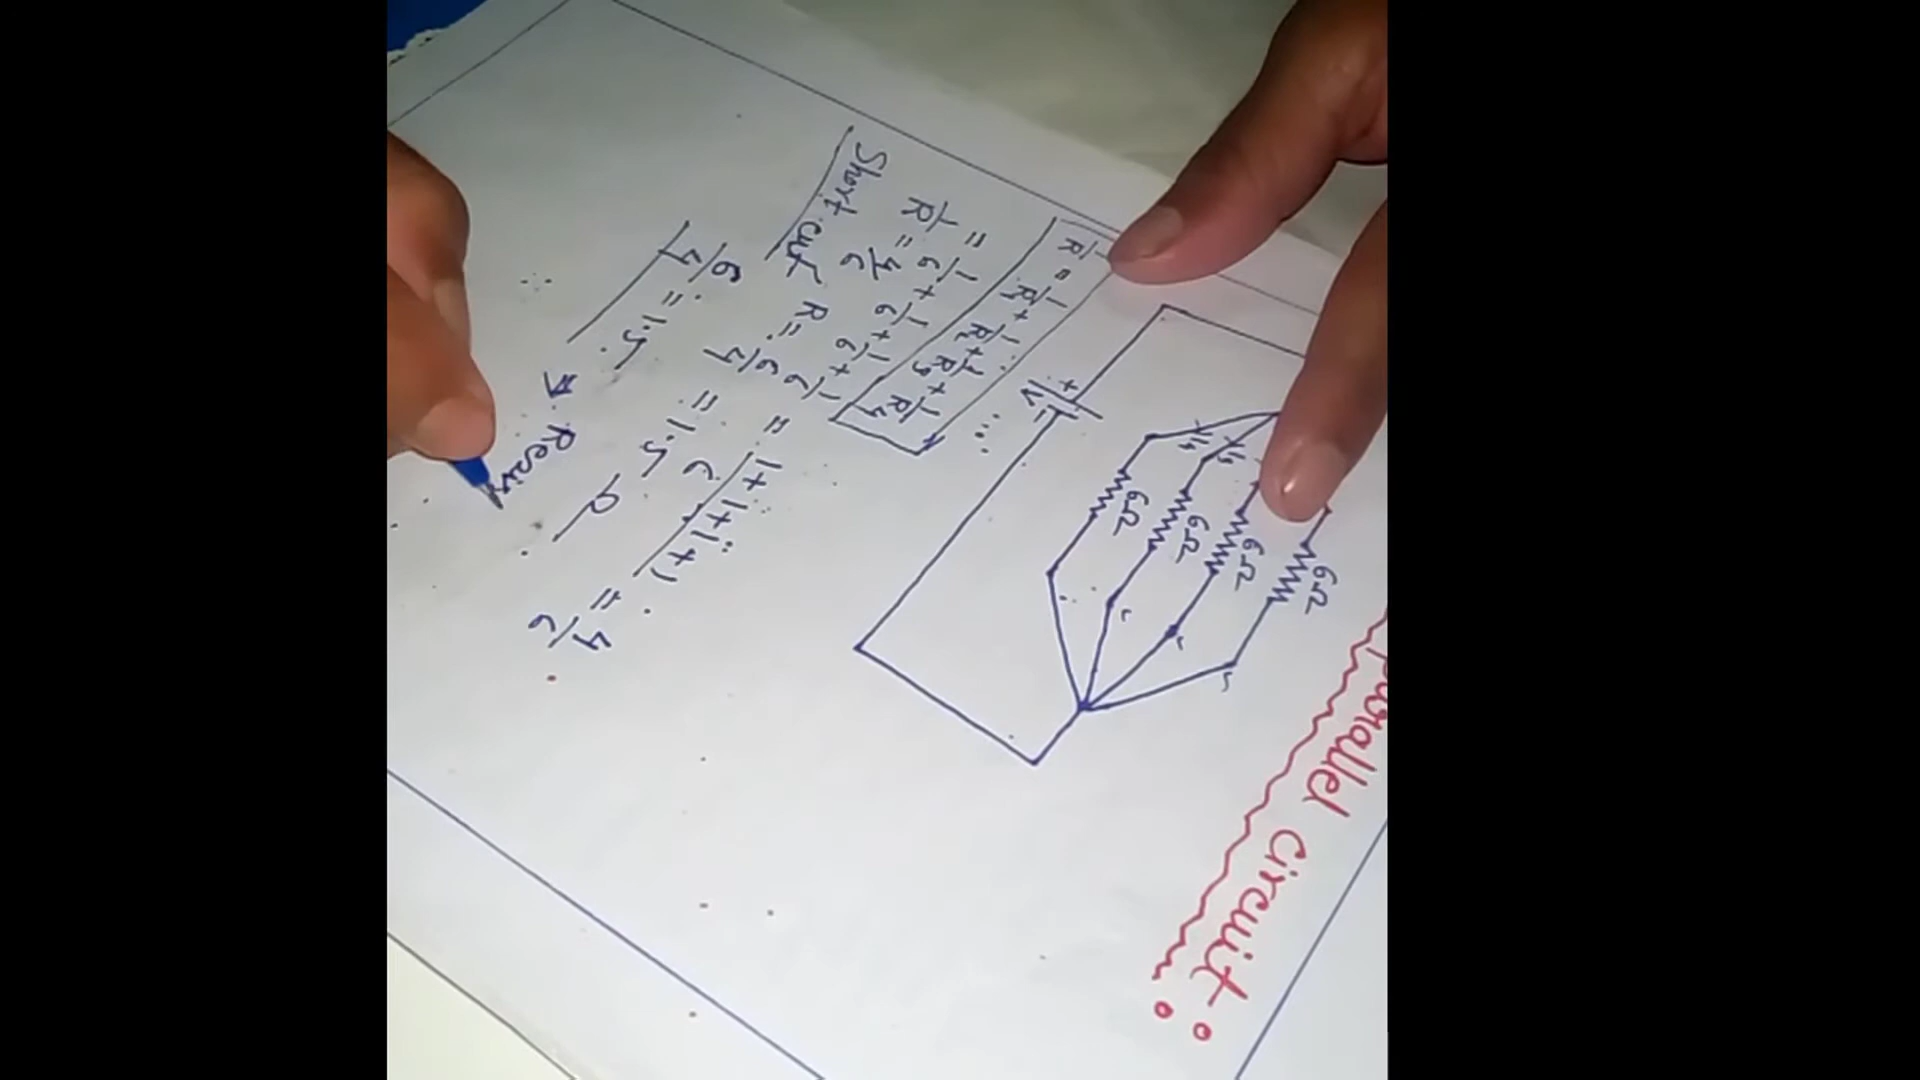 parallel Circuit :
6Ω
6Ω
6Ω
6Ω
+ V -
1/R = 1/R1 + 1/R2 + 1/R3 + 1/R4 ....
= 1/6 + 1/6 + 1/6 + 1/6 = 1+1+1+1/6 = 4/6
1/R = 4/6 R = 6/4 = 1.5 Ω
Short cut
6/4 = 1.5
→ Resis